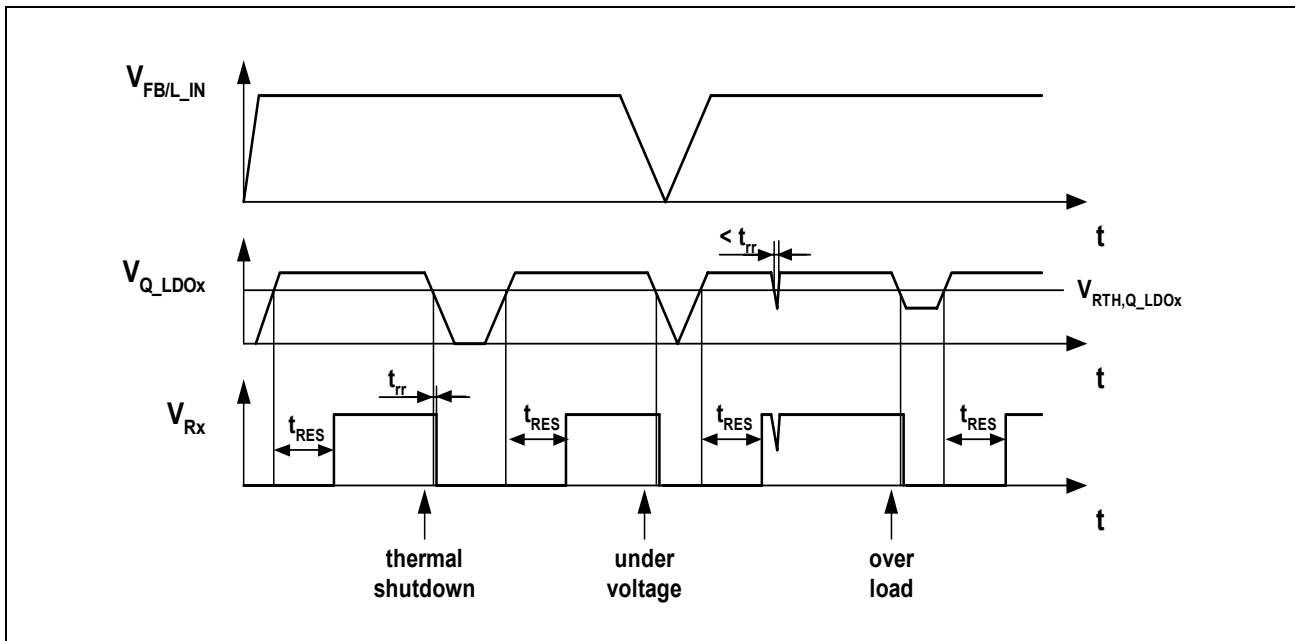 V_FB/L_IN
t
< t_rr
V_Q_LDOx
V_RTH,Q_LDOx
t
t_rr
V_Rx
t_RES
t_RES
t_RES
t_RES
t
thermal
shutdown
under
voltage
over
load